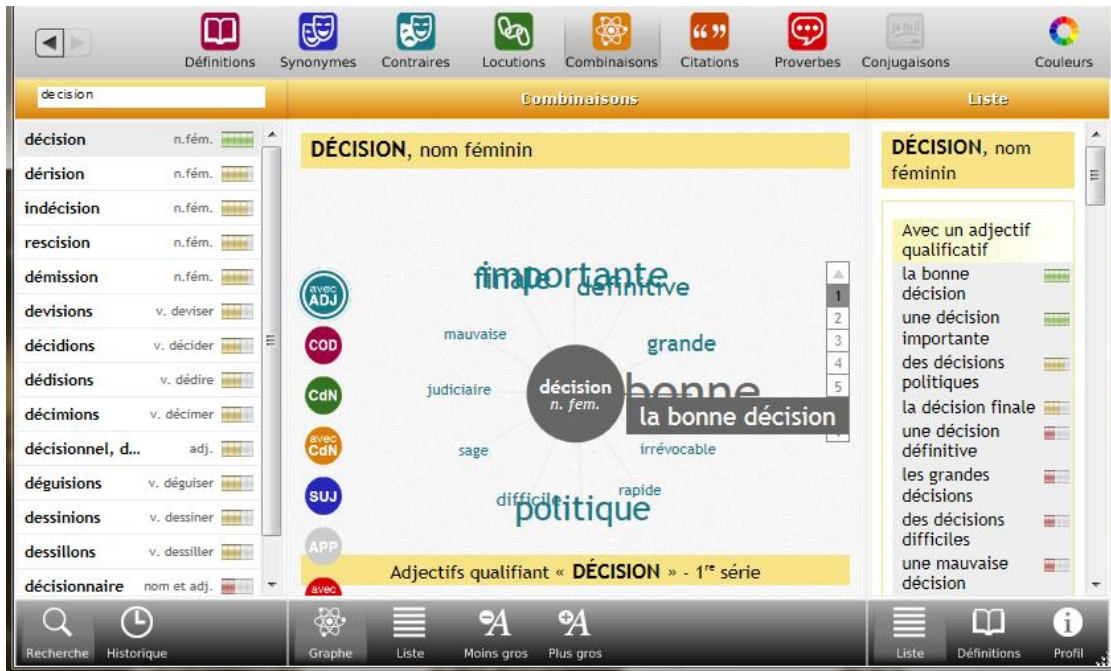 Définitions
Synonymes
Contraires
Locutions
Combinaisons
“ ”
Citations
Proverbes
Conjugaisons
Couleurs
decision
Combinaisons
Liste
décision n.fém.
dérision n.fém.
indécision n.fém.
rescision n.fém.
démission n.fém.
devisions v. deviser
décidions v. décider
dédisions v. dédire
décimions v. décimer
décisionnel, d... adj.
déguisions v. déguiser
dessinions v. dessiner
dessillons v. dessiller
décisionnaire nom et adj.
DÉCISION, nom féminin
avec ADJ
COD
CdN
avec CdN
SUJ
APP
avec
importante
finale
définitive
mauvaise
grande
judiciaire
décision
n. fem.
bonne
la bonne décision
sage
irrévocable
difficile
rapide
politique
1
2
3
4
5
Adjectifs qualifiant « DÉCISION » - 1re série
DÉCISION, nom
féminin
Avec un adjectif
qualificatif
la bonne
décision
une décision
importante
des décisions
politiques
la décision finale
une décision
définitive
les grandes
décisions
des décisions
difficiles
une mauvaise
décision
Recherche
Historique
Graphe
Liste
A
Moins gros
A
Plus gros
Liste
Définitions
i
Profil